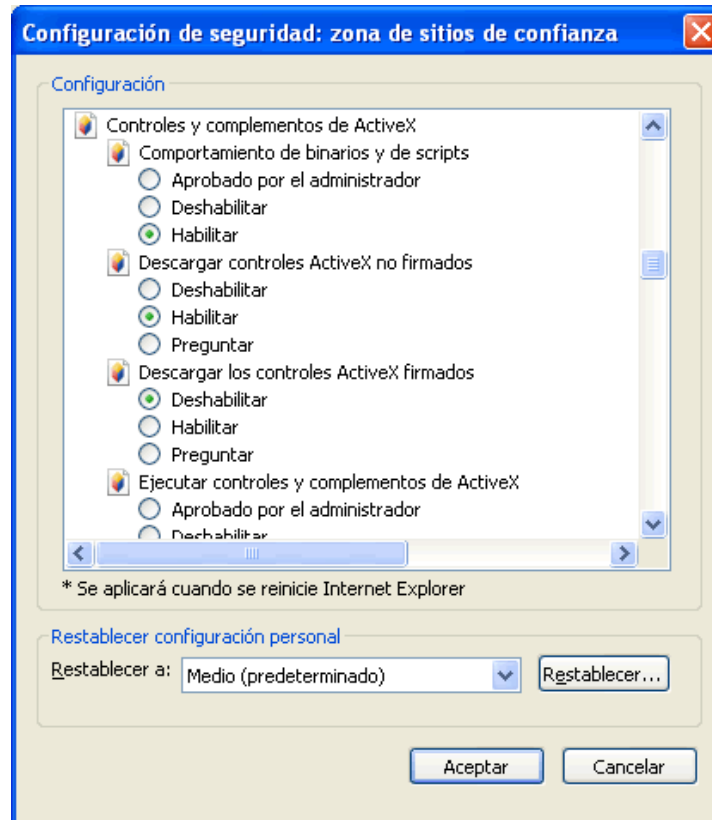 Configuración de seguridad: zona de sitios de confianza
Configuración
Controles y complementos de ActiveX
Comportamiento de binarios y de scripts
Aprobado por el administrador
Deshabilitar
Habilitar
Descargar controles ActiveX no firmados
Deshabilitar
Habilitar
Preguntar
Descargar los controles ActiveX firmados
Deshabilitar
Habilitar
Preguntar
Ejecutar controles y complementos de ActiveX
Aprobado por el administrador
Deshabilitar
* Se aplicará cuando se reinicie Internet Explorer
Restablecer configuración personal
Restablecer a: Medio (predeterminado) Restablecer...
Aceptar Cancelar